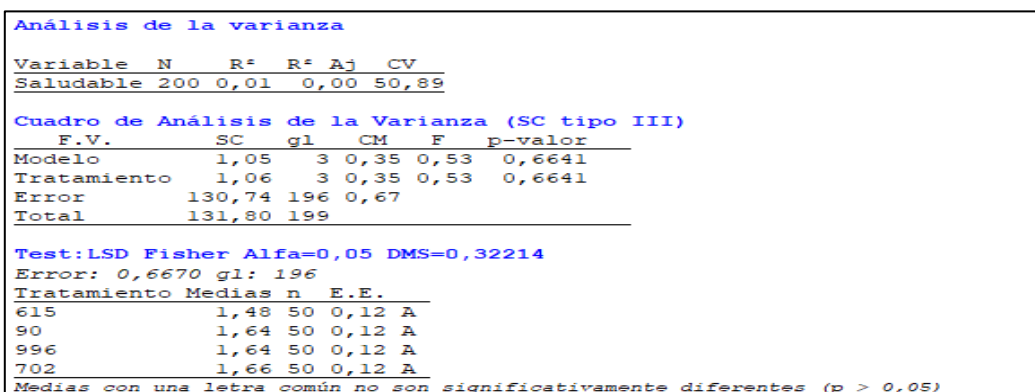 Análisis de la varianza
Variable N R² R² Aj CV
Saludable 200 0,01 0,00 50,89
Cuadro de Análisis de la Varianza (SC tipo III)
F.V. SC gl CM F p-valor
Modelo 1,05 3 0,35 0,53 0,6641
Tratamiento 1,06 3 0,35 0,53 0,6641
Error 130,74 196 0,67
Total 131,80 199
Test:LSD Fisher Alfa=0,05 DMS=0,32214
Error: 0,6670 gl: 196
Tratamiento Medias n E.E.
615 1,48 50 0,12 A
90 1,64 50 0,12 A
996 1,64 50 0,12 A
702 1,66 50 0,12 A
Medias con una letra común no son significativamente diferentes (p > 0,05)